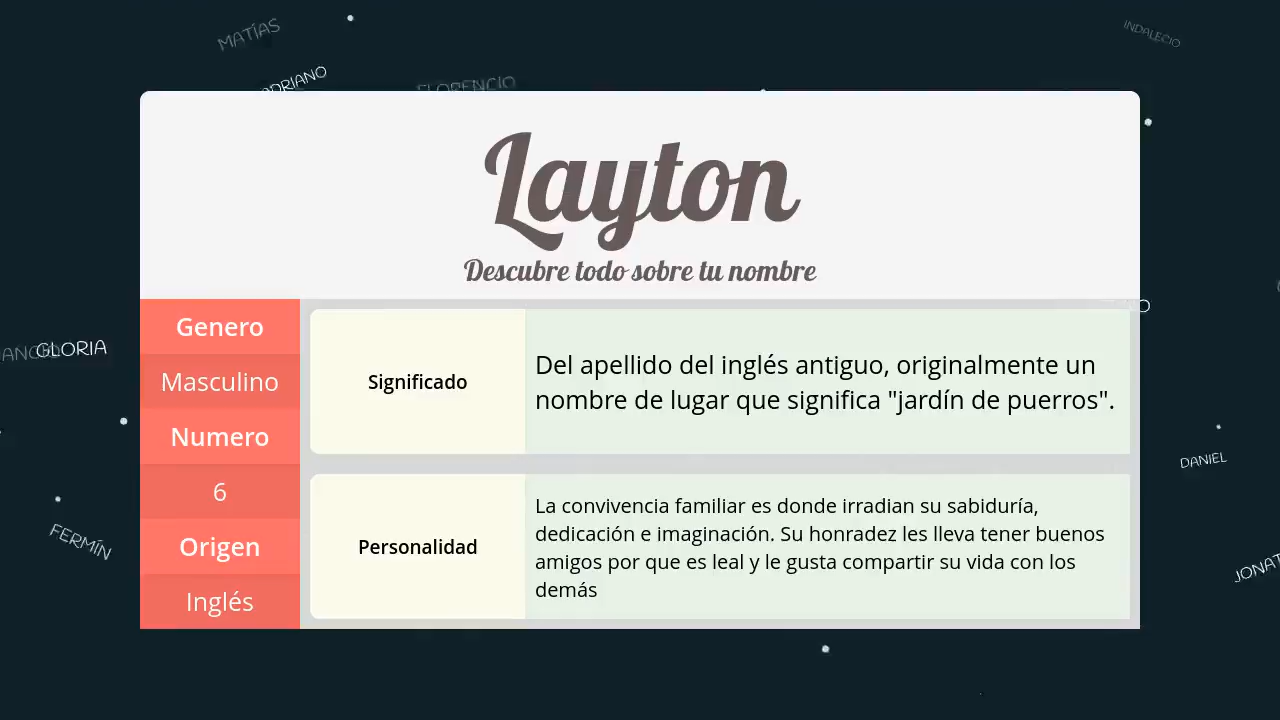 MATÍAS
INDALECIO
ADRIANO
FLORENCIO
Layton
Descubre todo sobre tu nombre
Genero
Masculino
Numero
6
Origen
Inglés
Significado
Del apellido del inglés antiguo, originalmente un
nombre de lugar que significa "jardín de puerros".
Personalidad
La convivencia familiar es donde irradian su sabiduría,
dedicación e imaginación. Su honradez les lleva tener buenos
amigos por que es leal y le gusta compartir su vida con los
demás
GLORIA
DANIEL
FERMÍN
JONAT